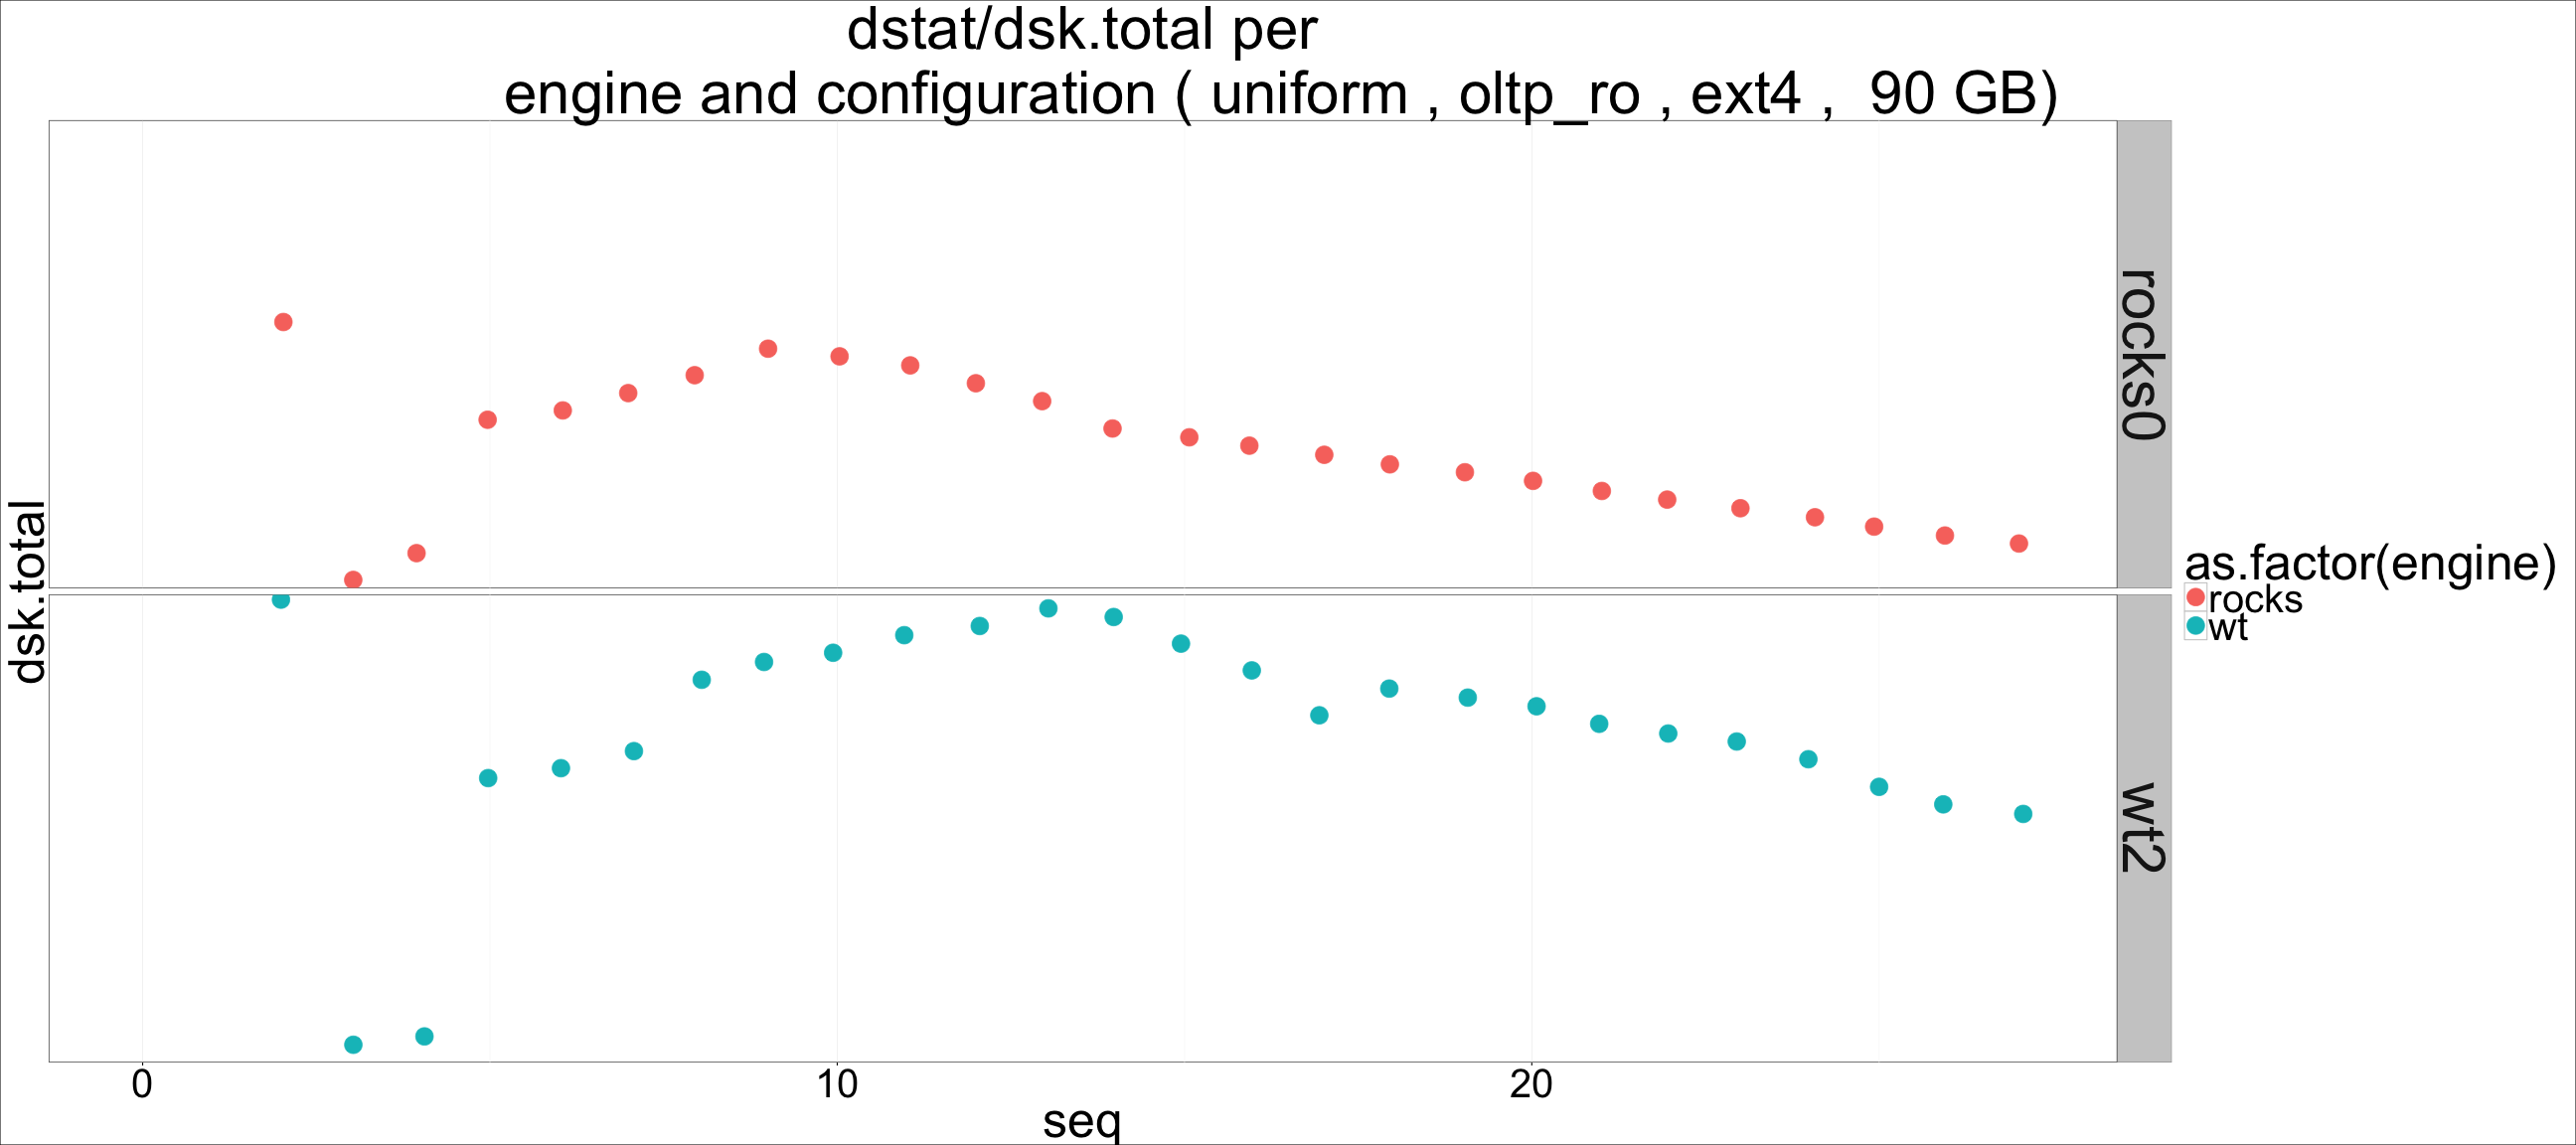 dstat/dsk.total per
engine and configuration ( uniform , oltp_ro , ext4 ,  90 GB)
dsk.total
rocks0
wt2
0
10
20
seq
as.factor(engine)
rocks
wt